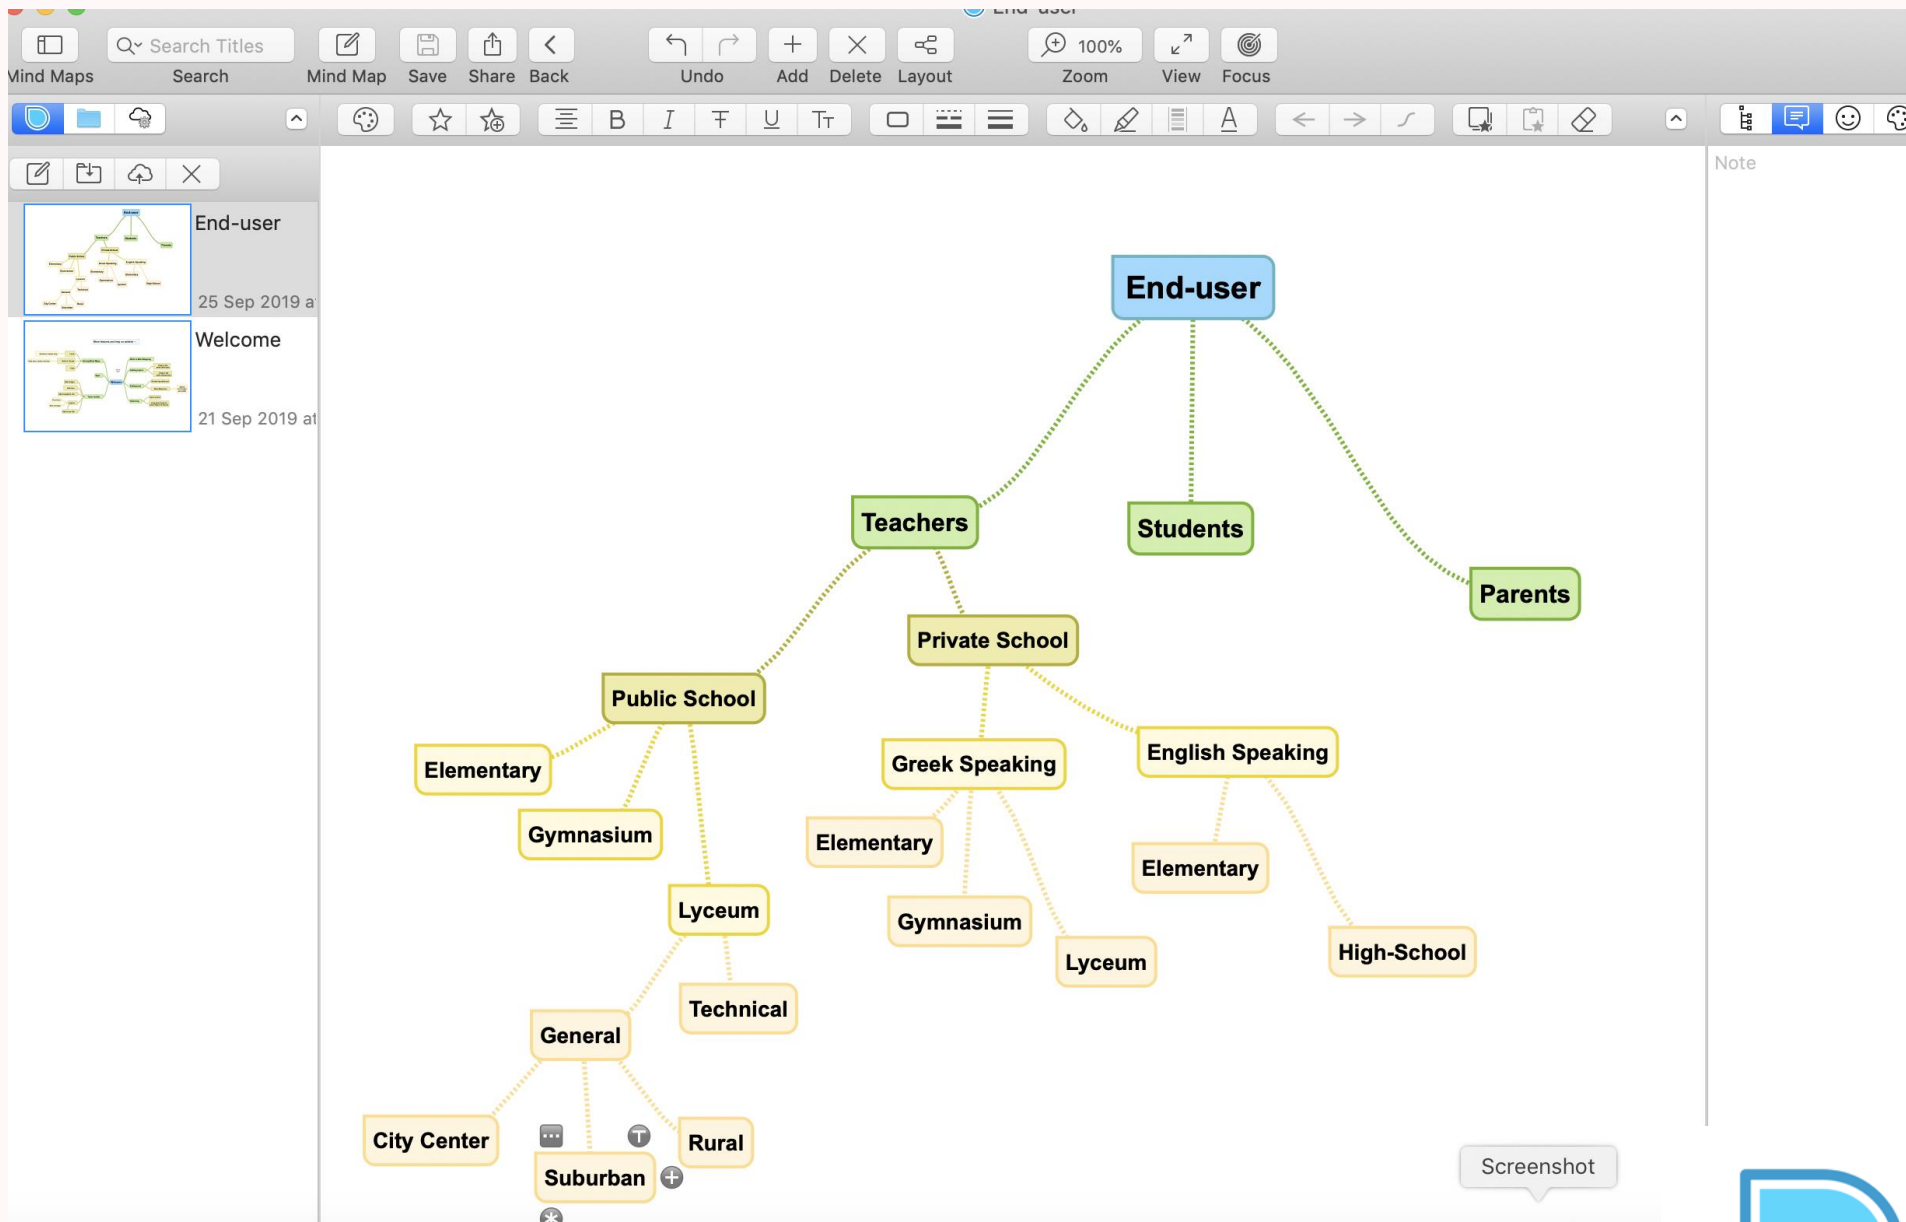 Search Titles
100%
Mind Maps
Search
Mind Map
Save
Share
Back
Undo
Add
Delete
Layout
Zoom
View
Focus
Note
End-user
25 Sep 2019
Welcome
21 Sep 2019
End-user
Teachers
Students
Parents
Private School
Public School
Elementary
Gymnasium
Greek Speaking
English Speaking
Elementary
Elementary
Gymnasium
Lyceum
Lyceum
High-School
Technical
General
City Center
Rural
Suburban
Screenshot